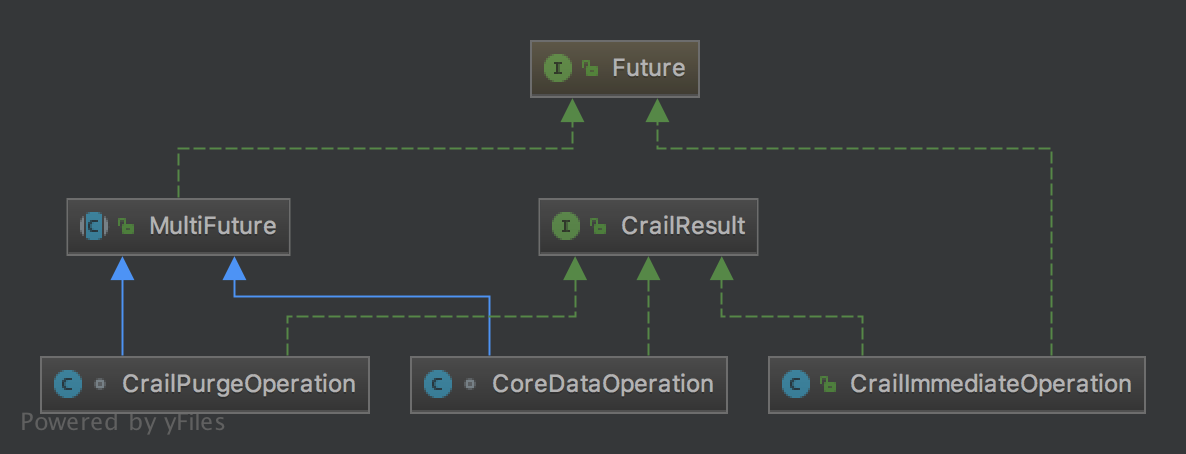 I Future
C MultiFuture
I CrailResult
C CrailPurgeOperation
C CoreDataOperation
C CrailImmediateOperation
Powered by yFiles